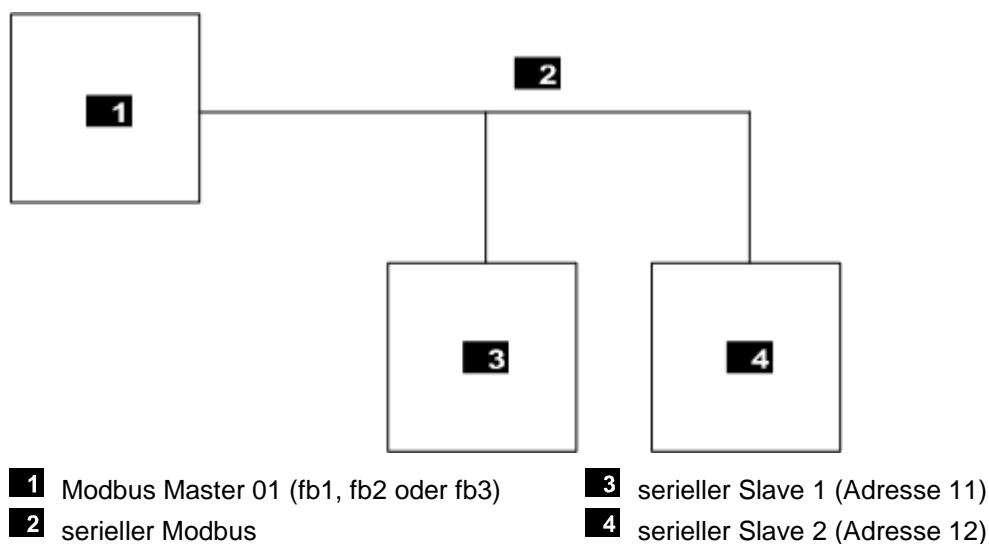 2
1
3
4
1 Modbus Master 01 (fb1, fb2 oder fb3)
2 serieller Modbus
3 serieller Slave 1 (Adresse 11)
4 serieller Slave 2 (Adresse 12)